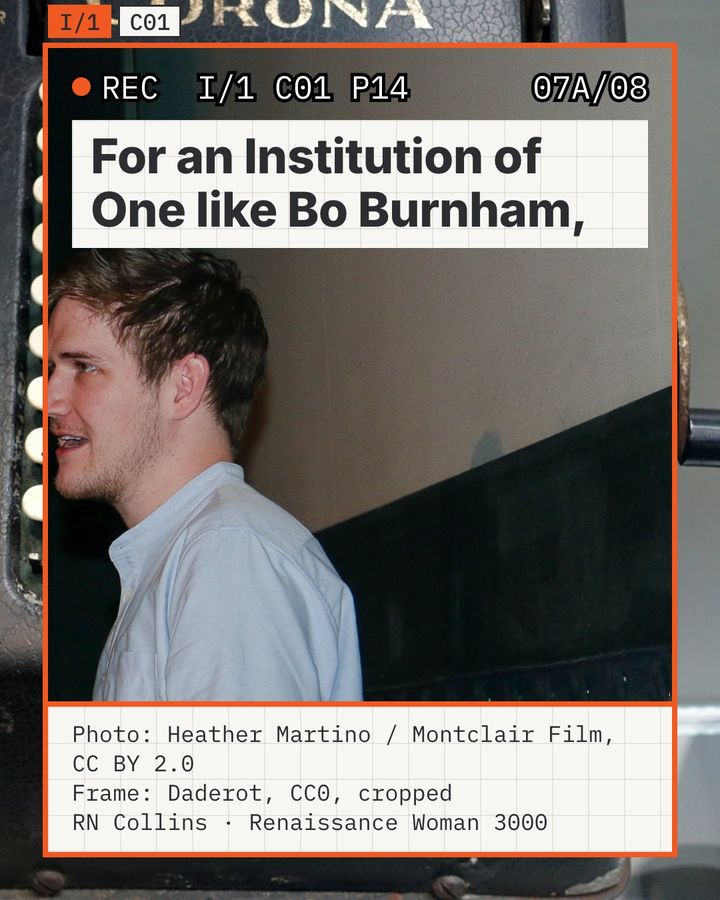 I/1 C01
REC I/1 C01 P14 07A/08
For an Institution of
One like Bo Burnham,
Photo: Heather Martino / Montclair Film,
CC BY 2.0
Frame: Daderot, CC0, cropped
RN Collins · Renaissance Woman 3000